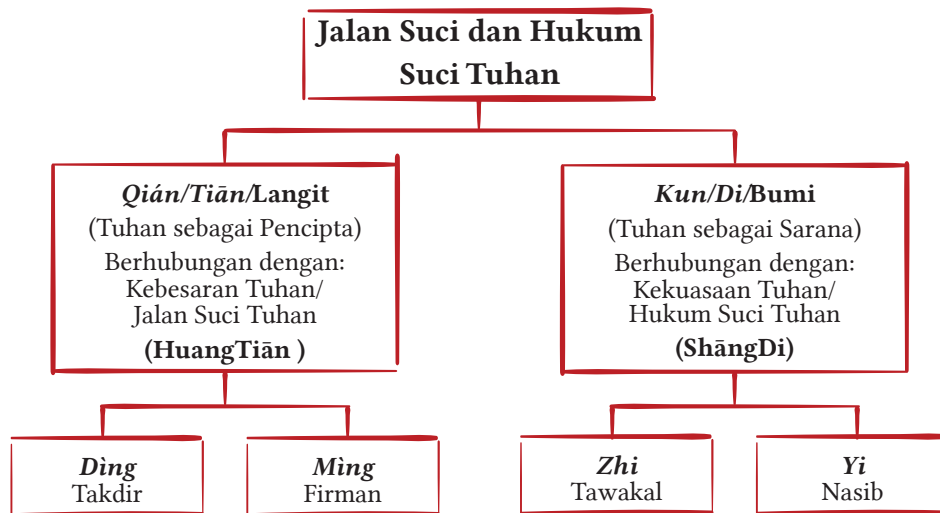 Jalan Suci dan Hukum
Suci Tuhan
Qián/Tiān/Langit
(Tuhan sebagai Pencipta)
Berhubungan dengan:
Kebesaran Tuhan/
Jalan Suci Tuhan
(HuangTiān )
Kun/Di/Bumi
(Tuhan sebagai Sarana)
Berhubungan dengan:
Kekuasaan Tuhan/
Hukum Suci Tuhan
(ShāngDi)
Dìng
Takdir
Mìng
Firman
Zhi
Tawakal
Yi
Nasib